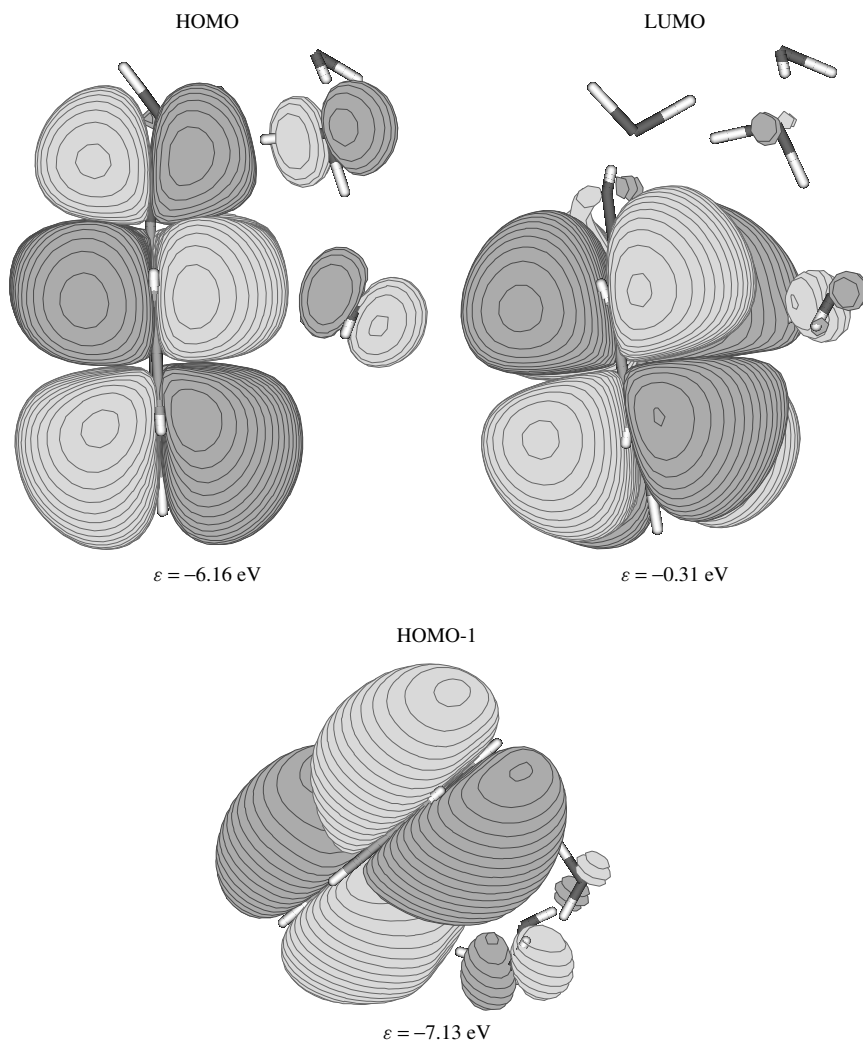 HOMO
LUMO
ε = −6.16 eV
ε = −0.31 eV
HOMO-1
ε = −7.13 eV